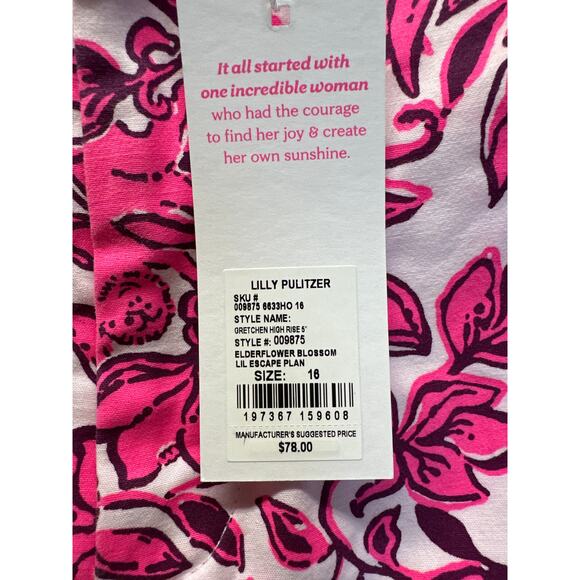 It all started with
one incredible woman
who had the courage
to find her joy & create
her own sunshine.
LILLY PULITZER
SKU #
009875 6633HO 16
STYLE NAME:
GRETCHEN HIGH RISE 5"
STYLE #: 009875
ELDERFLOWER BLOSSOM
LIL ESCAPE PLAN
SIZE: 16
197367 159608
MANUFACTURER'S SUGGESTED PRICE
$78.00